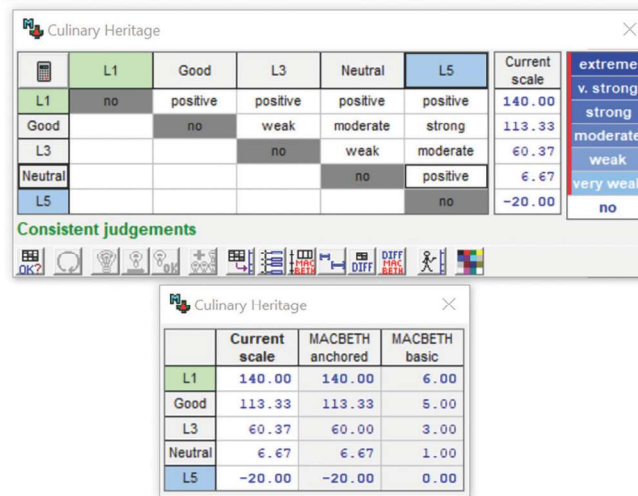 Culinary Heritage
L1 Good L3 Neutral L5 Current scale extreme
L1 no positive positive positive positive 140.00 v. strong
Good no weak moderate strong 113.33 strong
L3 no weak moderate 60.37 moderate
Neutral no positive 6.67 weak
L5 no -20.00 very weak
no
Consistent judgements
OK? OK MAC BETH DIFF DIFF MAC BETH
Culinary Heritage
Current scale MACBETH anchored MACBETH basic
L1 140.00 140.00 6.00
Good 113.33 113.33 5.00
L3 60.37 60.00 3.00
Neutral 6.67 6.67 1.00
L5 -20.00 -20.00 0.00